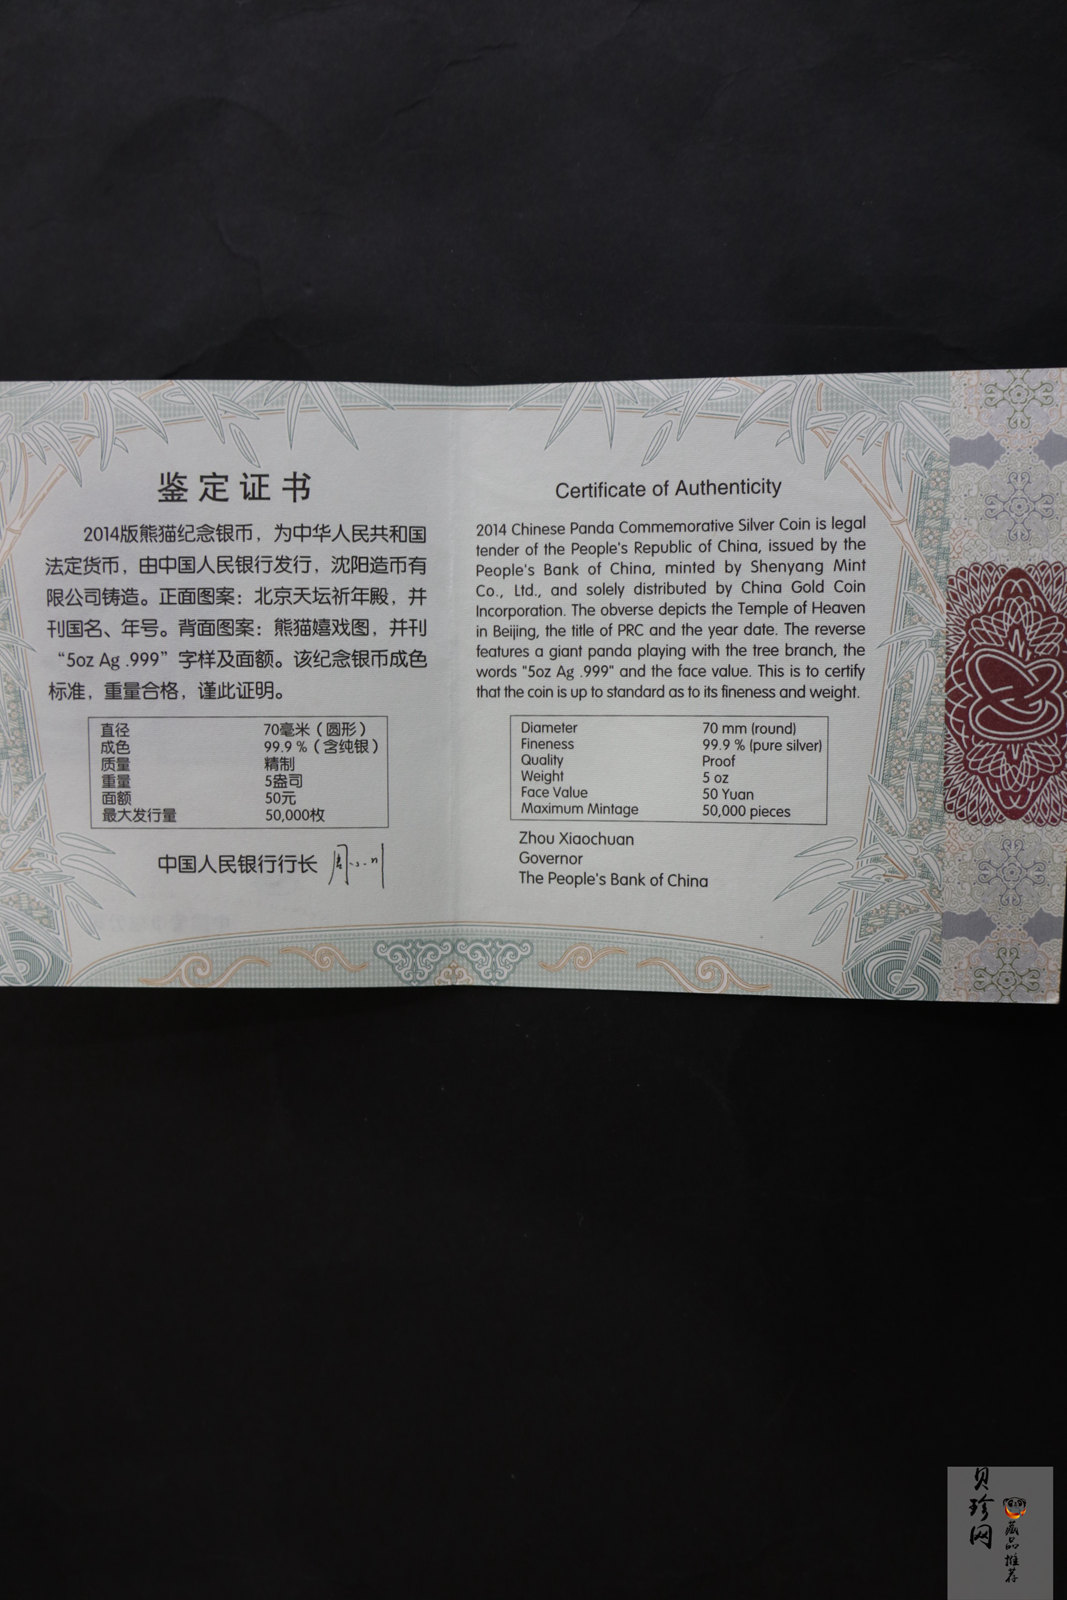 鉴定证书
2014版熊猫纪念银币，为中华人民共和国
法定货币，由中国人民银行发行，沈阳造币有
限公司铸造。正面图案：北京天坛祈年殿，并
刊国名、年号。背面图案：熊猫嬉戏图，并刊
“5oz Ag .999”字样及面额。该纪念银币成色
标准，重量合格，谨此证明。
直径 70毫米（圆形）
成色 99.9％（含纯银）
质量 精制
重量 5盎司
面额 50元
最大发行量 50,000枚
中国人民银行行长
Certificate of Authenticity
2014 Chinese Panda Commemorative Silver Coin is legal
tender of the People's Republic of China, issued by the
People's Bank of China, minted by Shenyang Mint
Co., Ltd., and solely distributed by China Gold Coin
Incorporation. The obverse depicts the Temple of Heaven
in Beijing, the title of PRC and the year date. The reverse
features a giant panda playing with the tree branch, the
words "5oz Ag .999" and the face value. This is to certify
that the coin is up to standard as to its fineness and weight.
Diameter 70 mm (round)
Fineness 99.9 % (pure silver)
Quality Proof
Weight 5 oz
Face Value 50 Yuan
Maximum Mintage 50,000 pieces
Zhou Xiaochuan
Governor
The People's Bank of China
贝珍网
藏品推荐